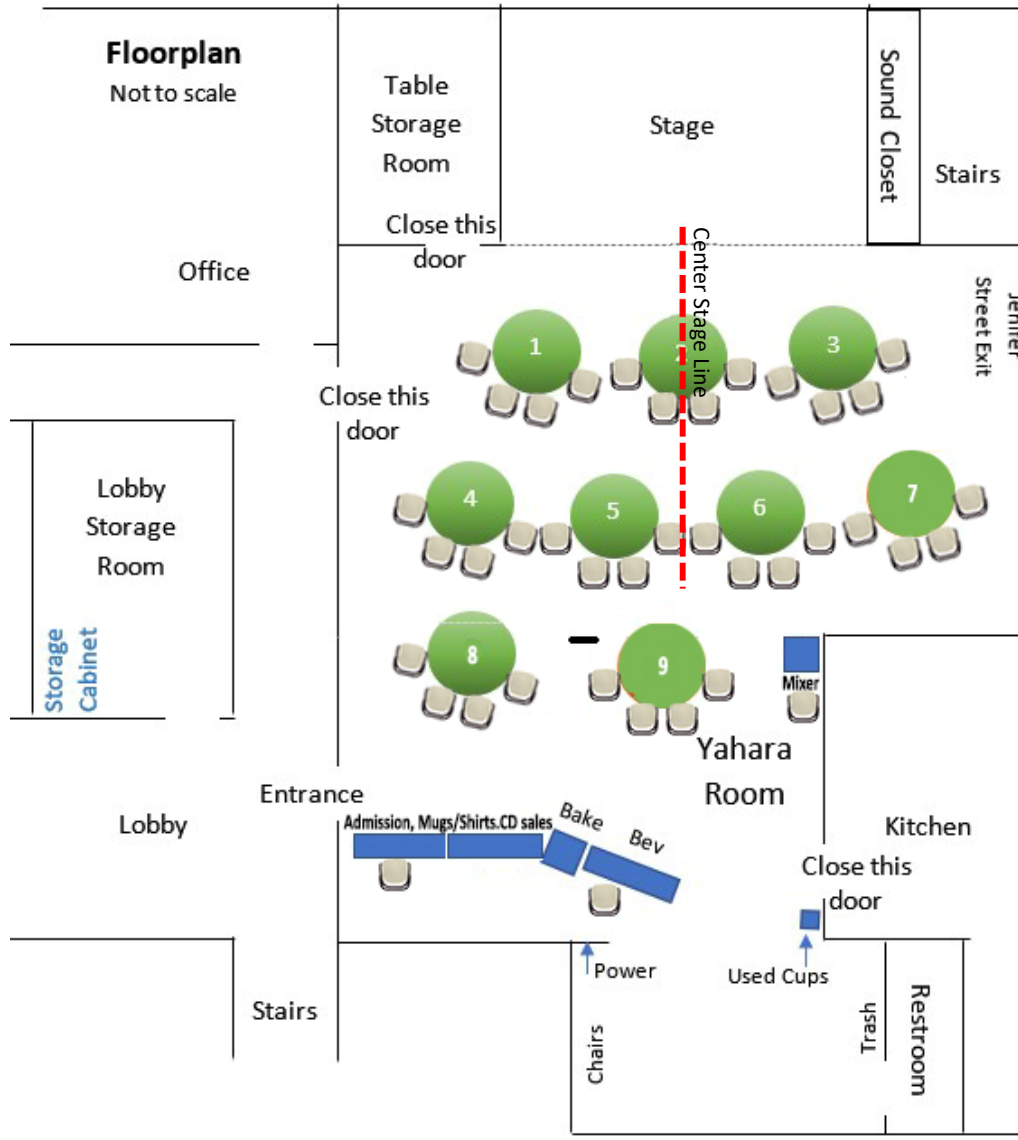 Floorplan
Not to scale
Table
Storage
Room
Stage
Sound Closet
Stairs
Close this
door
Office
Center Stage Line
Jenifer
Street Exit
1
2
3
Close this
door
Lobby
Storage
Room
Storage
Cabinet
4
5
6
7
8
9
Mixer
Yahara
Room
Entrance
Lobby
Admission, Mugs/Shirts.CD sales
Bake
Bev
Kitchen
Close this
door
Power
Used Cups
Stairs
Chairs
Trash
Restroom